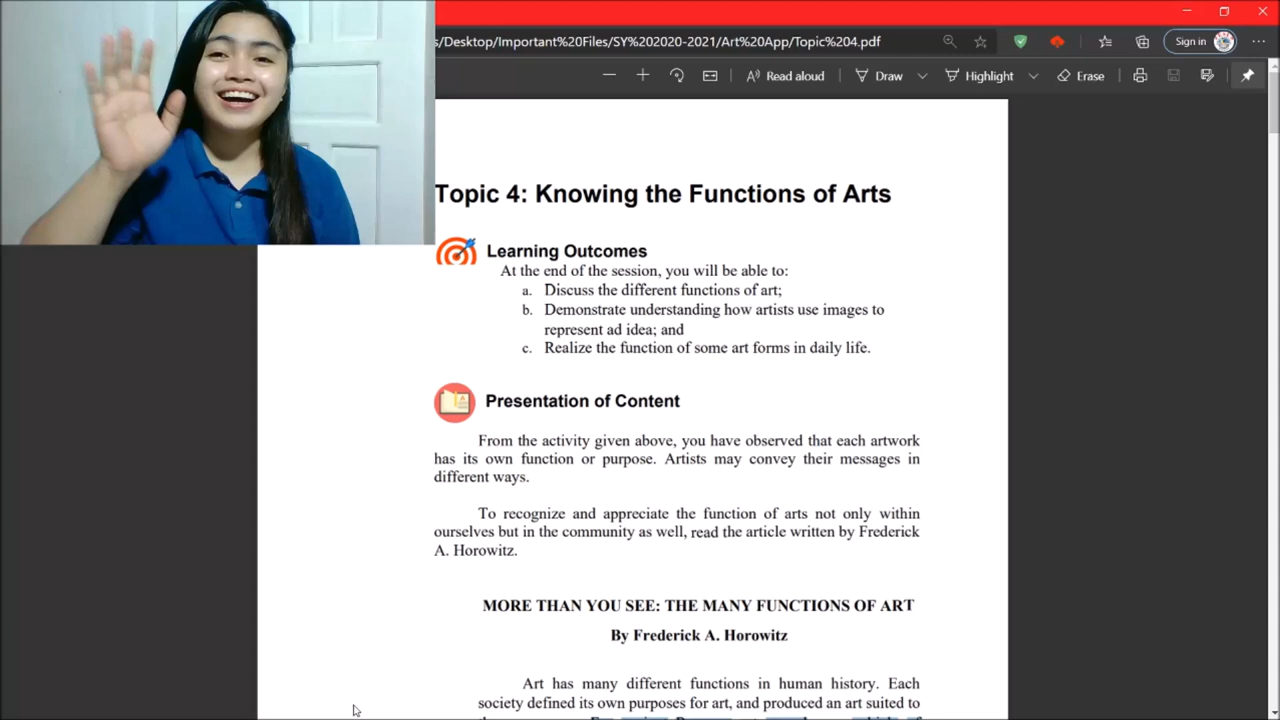 s/Desktop/Important%20Files/SY%202020-2021/Art%20App/Topic%204.pdf
Sign in
Read aloud
Draw
Highlight
Erase
Topic 4: Knowing the Functions of Arts
Learning Outcomes
At the end of the session, you will be able to:
a. Discuss the different functions of art;
b. Demonstrate understanding how artists use images to
represent ad idea; and
c. Realize the function of some art forms in daily life.
Presentation of Content
From the activity given above, you have observed that each artwork
has its own function or purpose. Artists may convey their messages in
different ways.
To recognize and appreciate the function of arts not only within
ourselves but in the community as well, read the article written by Frederick
A. Horowitz.
MORE THAN YOU SEE: THE MANY FUNCTIONS OF ART
By Frederick A. Horowitz
Art has many different functions in human history. Each
society defined its own purposes for art, and produced an art suited to